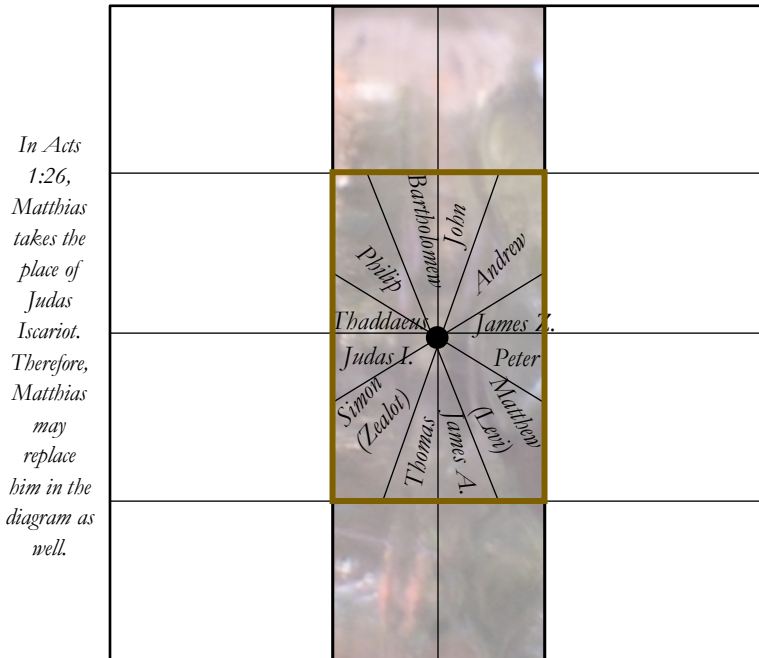 In Acts
1:26,
Matthias
takes the
place of
Judas
Iscariot.
Therefore,
Matthias
may
replace
him in the
diagram as
well.
Bartholomew
John
Philip
Andrew
Thaddaeus
James Z.
Judas I.
Peter
Simon
(Zealot)
Matthew
(Levi)
Thomas
James A.